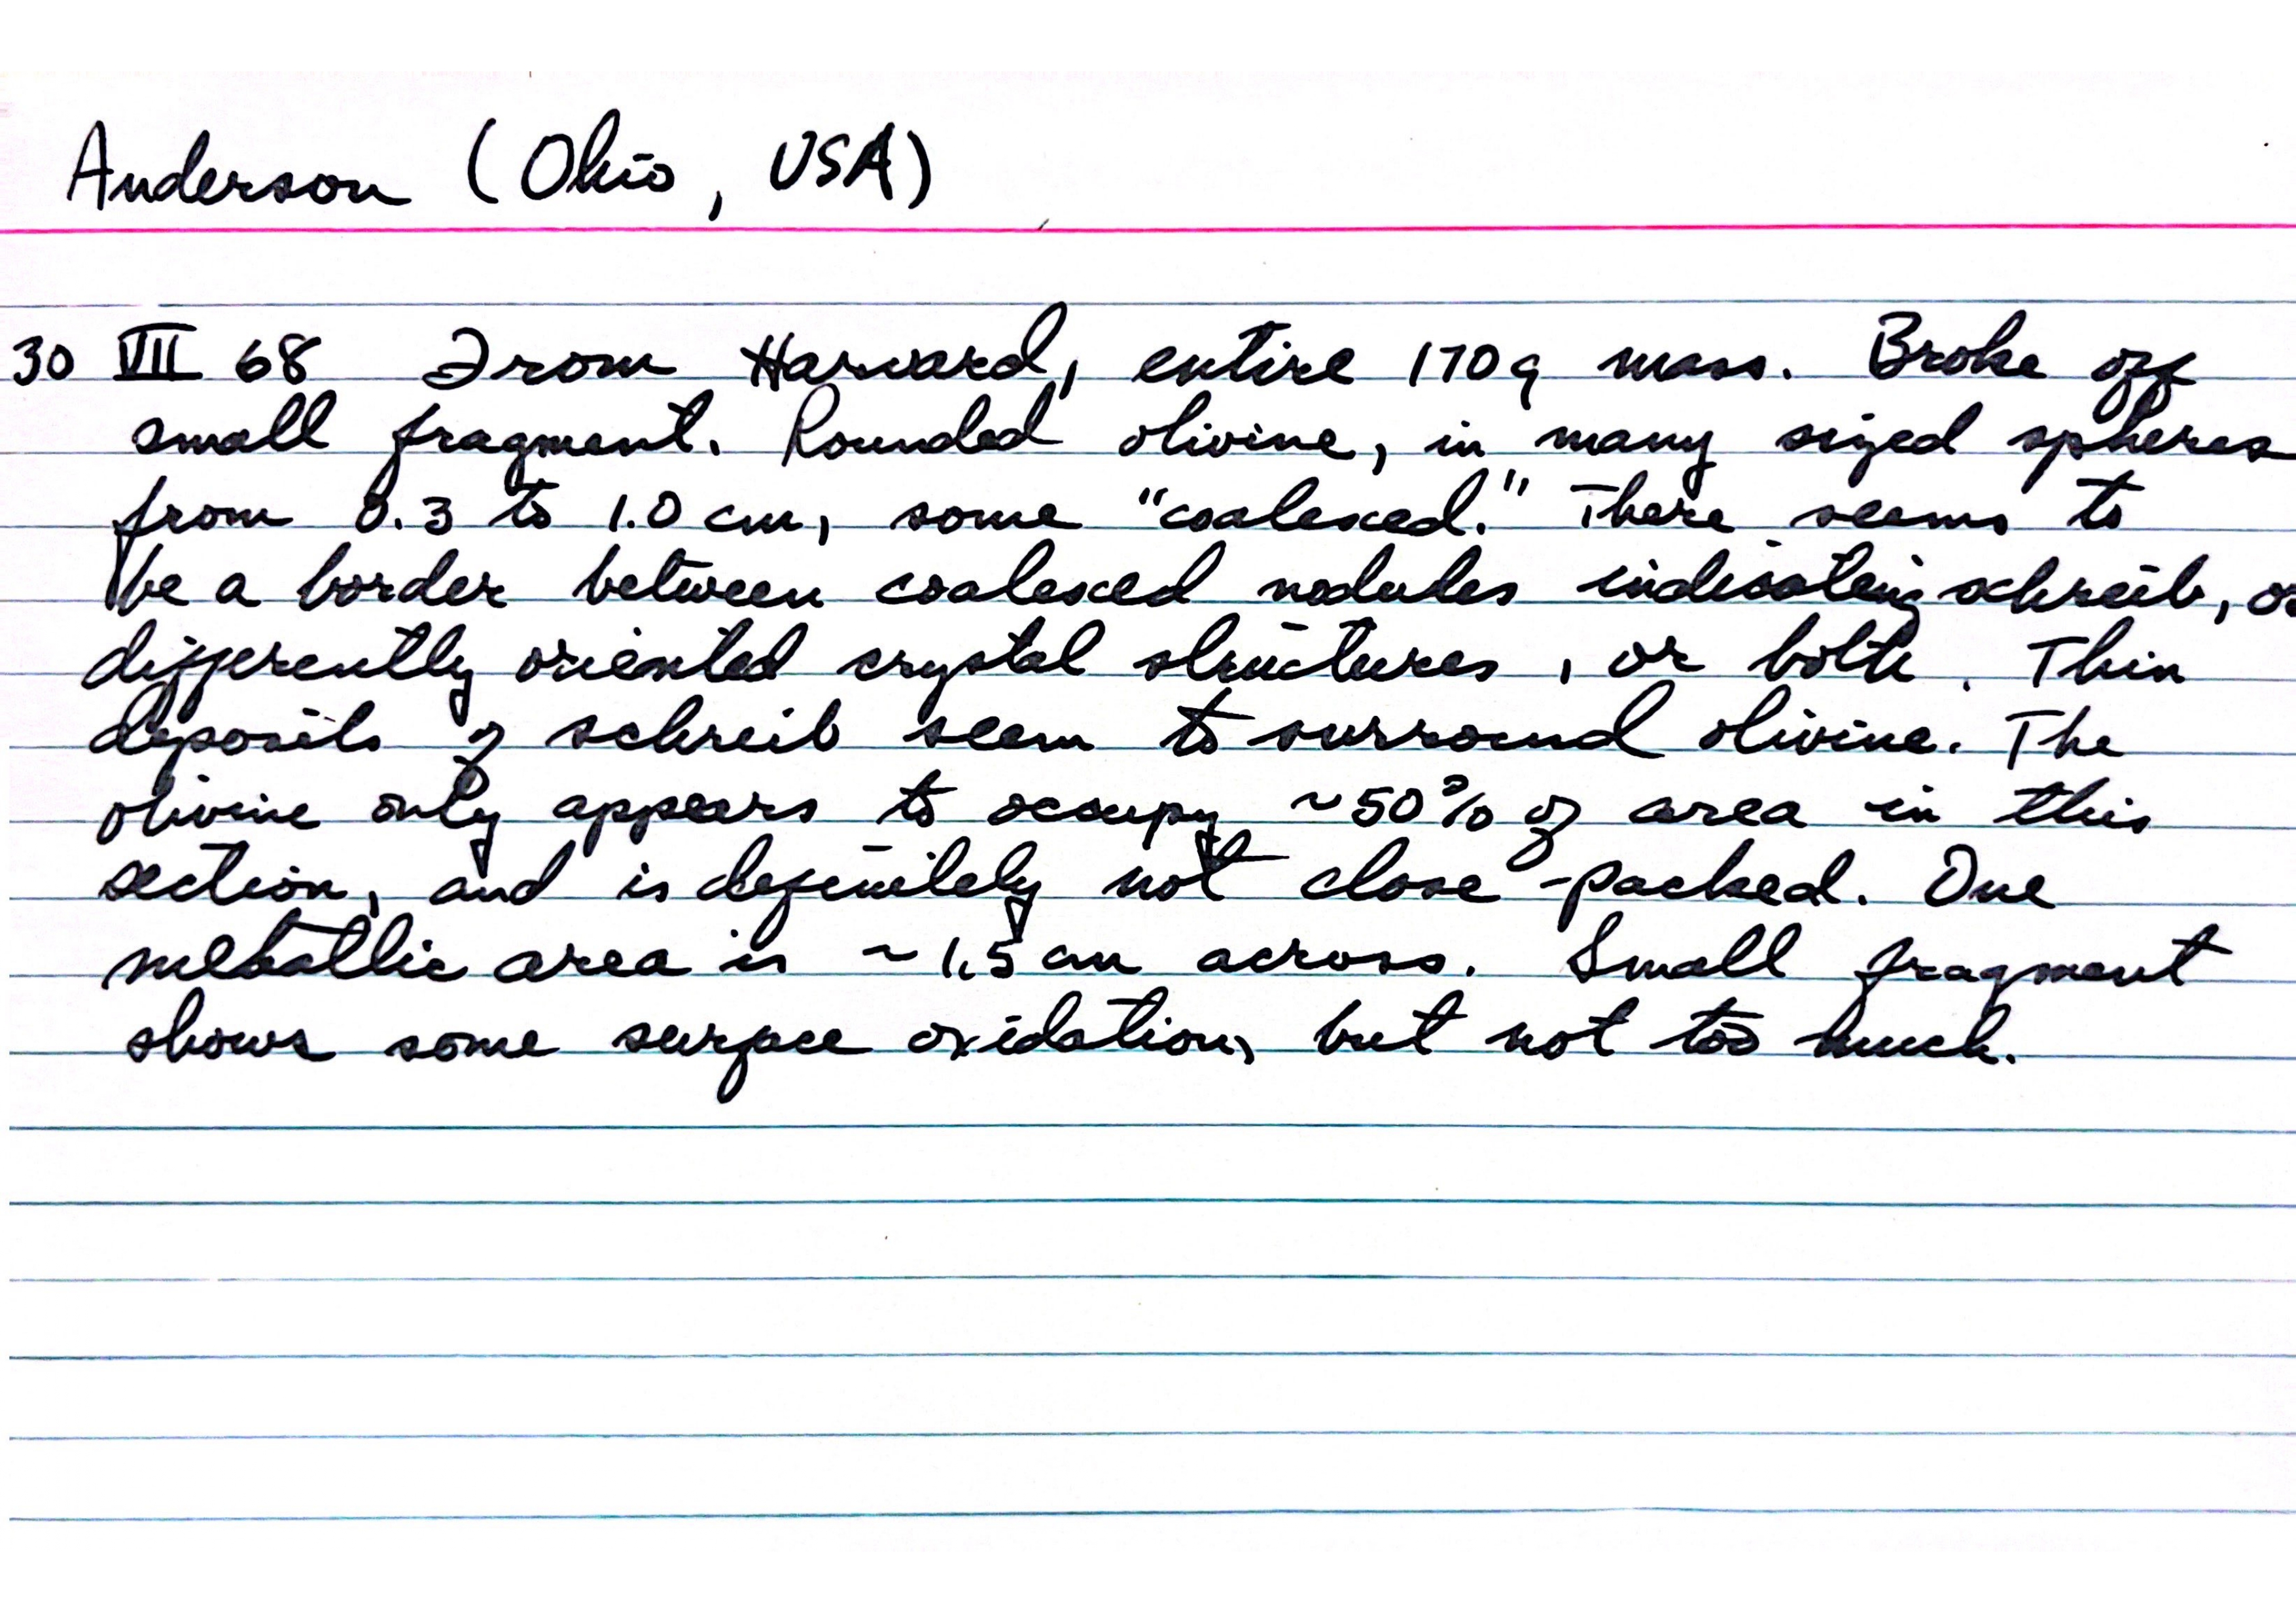 Anderson (Ohio, USA)
30 VII 68 From Harvard, entire 170g mass. Broke off
small fragment. Rounded olivine, in many sized spheres
from 0.3 to 1.0 cm, some "coalesced." There seems to
be a border between coalesced nodules indicating schreib, or
differently oriented crystal structures, or both. Thin
deposits of schreib seem to surround olivine. The
olivine only appears to occupy ~50% of area in this
section, and is definitely not close-packed. One
metallic area is ~1.5 cm across. Small fragment
shows some surface oxidation, but not too much.